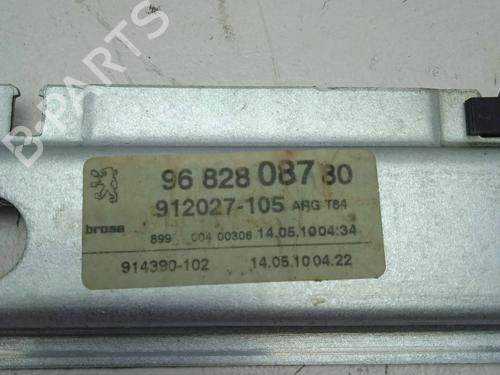 B-PARTS
96 828 087 80
912027-105 ARG T84
brose
899 004 00306 14.05.10 04:34
914390-102 14.05.10 04.22